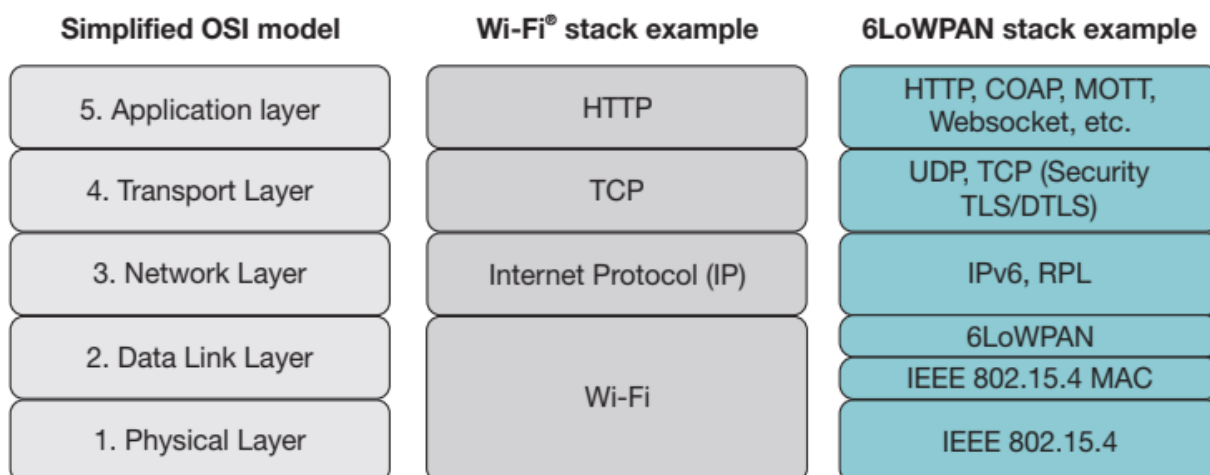 Simplified OSI model
Wi-Fi® stack example
6LoWPAN stack example
5. Application layer
HTTP
HTTP, COAP, MOTT,
Websocket, etc.
4. Transport Layer
TCP
UDP, TCP (Security
TLS/DTLS)
3. Network Layer
Internet Protocol (IP)
IPv6, RPL
2. Data Link Layer
Wi-Fi
6LoWPAN
IEEE 802.15.4 MAC
1. Physical Layer
IEEE 802.15.4